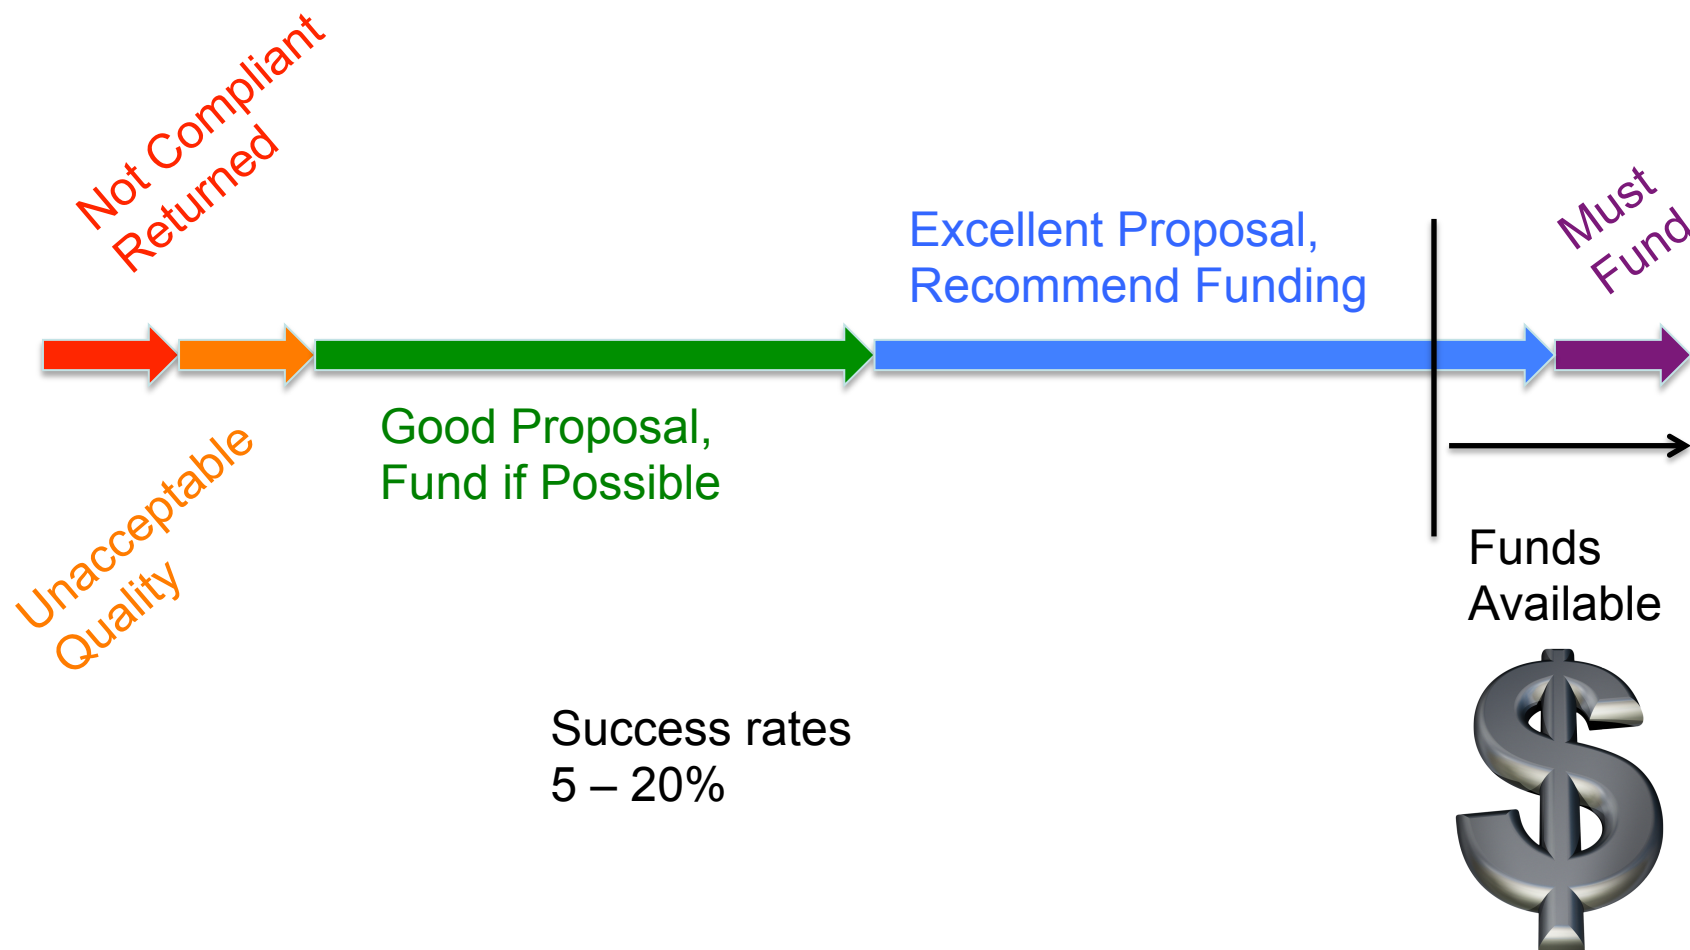 Not Compliant
Returned
Excellent Proposal,
Recommend Funding
Must
Fund
Unacceptable
Quality
Good Proposal,
Fund if Possible
Funds
Available
Success rates
5 – 20%
$